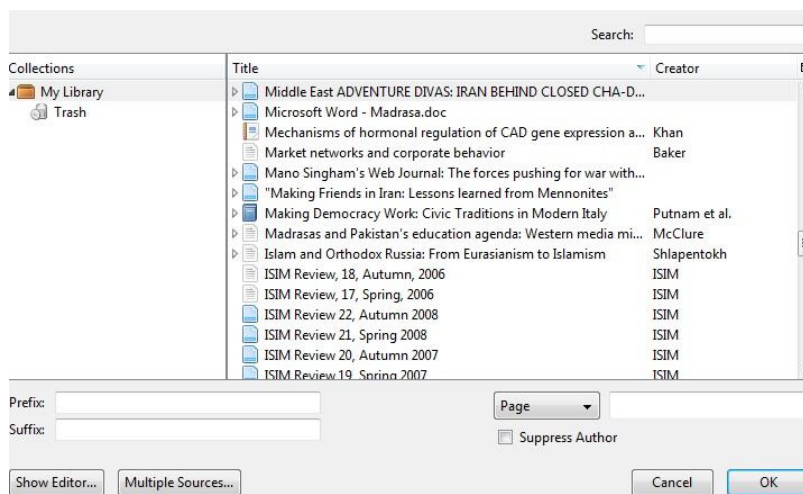 Search:
Collections
Title Creator
My Library
Trash
Middle East ADVENTURE DIVAS: IRAN BEHIND CLOSED CHA-D...
Microsoft Word - Madrasa.doc
Mechanisms of hormonal regulation of CAD gene expression a... Khan
Market networks and corporate behavior Baker
Mano Singham's Web Journal: The forces pushing for war with...
"Making Friends in Iran: Lessons learned from Mennonites"
Making Democracy Work: Civic Traditions in Modern Italy Putnam et al.
Madrasas and Pakistan's education agenda: Western media mi... McClure
Islam and Orthodox Russia: From Eurasianism to Islamism Shlapentokh
ISIM Review, 18, Autumn, 2006 ISIM
ISIM Review, 17, Spring, 2006 ISIM
ISIM Review 22, Autumn 2008 ISIM
ISIM Review 21, Spring 2008 ISIM
ISIM Review 20, Autumn 2007 ISIM
ISIM Review 19, Spring 2007 ISIM
Prefix:
Page
Suffix:
Suppress Author
Show Editor... Multiple Sources... Cancel OK